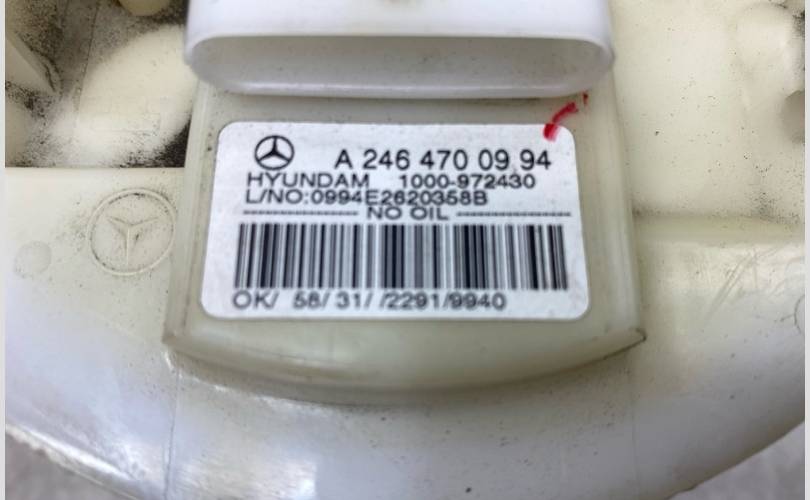 A 246 470 09 94
HYUNDAM 1000-972430
L/NO:0994E2620358B
NO OIL
OK/ 58/ 31/ /2291/9940